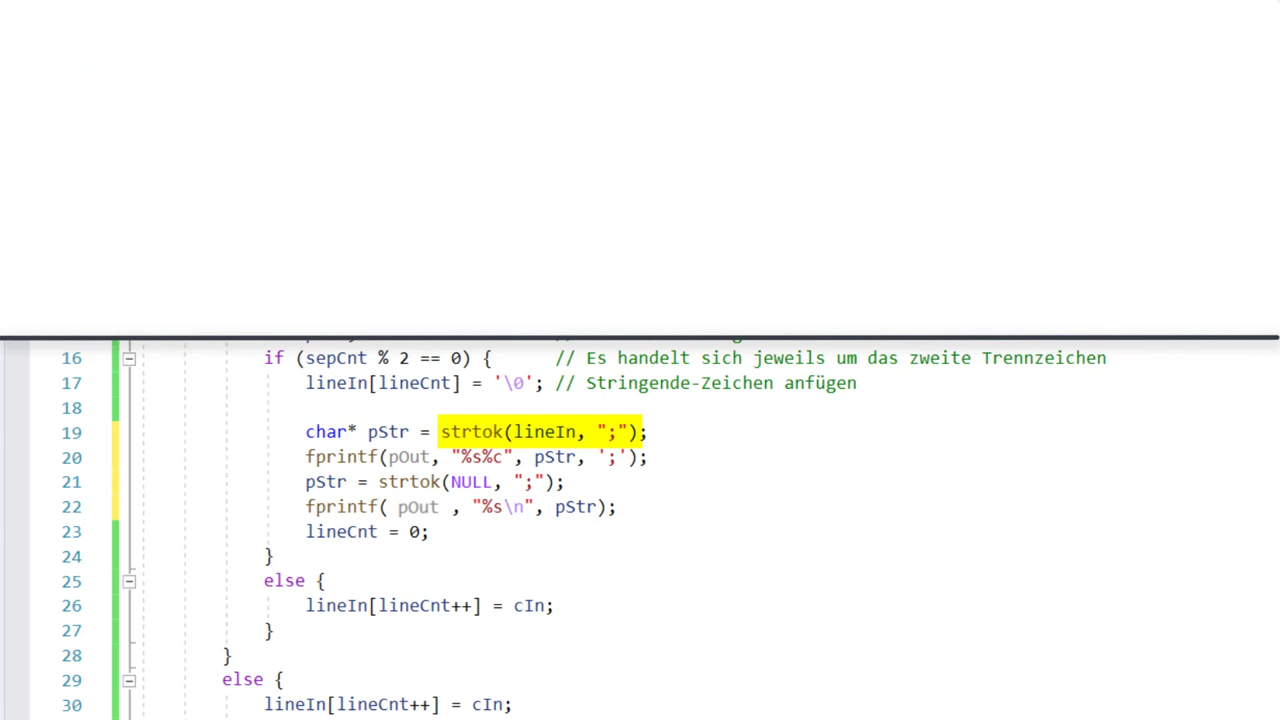 16 if (sepCnt % 2 == 0) { // Es handelt sich jeweils um das zweite Trennzeichen
17 lineIn[lineCnt] = '\0'; // Stringende-Zeichen anfügen
18
19 char* pStr = strtok(lineIn, ";");
20 fprintf(pOut, "%s%c", pStr, ';');
21 pStr = strtok(NULL, ";");
22 fprintf( pOut , "%s\n", pStr);
23 lineCnt = 0;
24 }
25 else {
26 lineIn[lineCnt++] = cIn;
27 }
28 }
29 else {
30 lineIn[lineCnt++] = cIn;